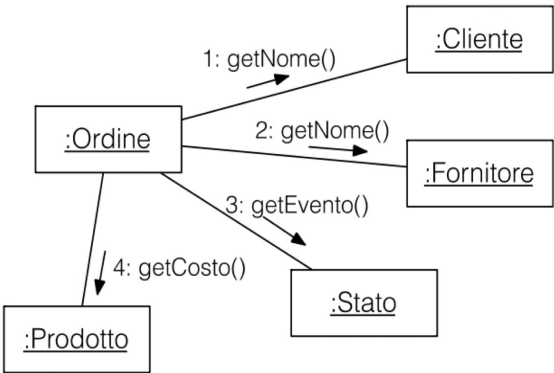 :Cliente
1: getNome()
:Ordine
2: getNome()
:Fornitore
3: getEvento()
4: getCosto()
:Stato
:Prodotto